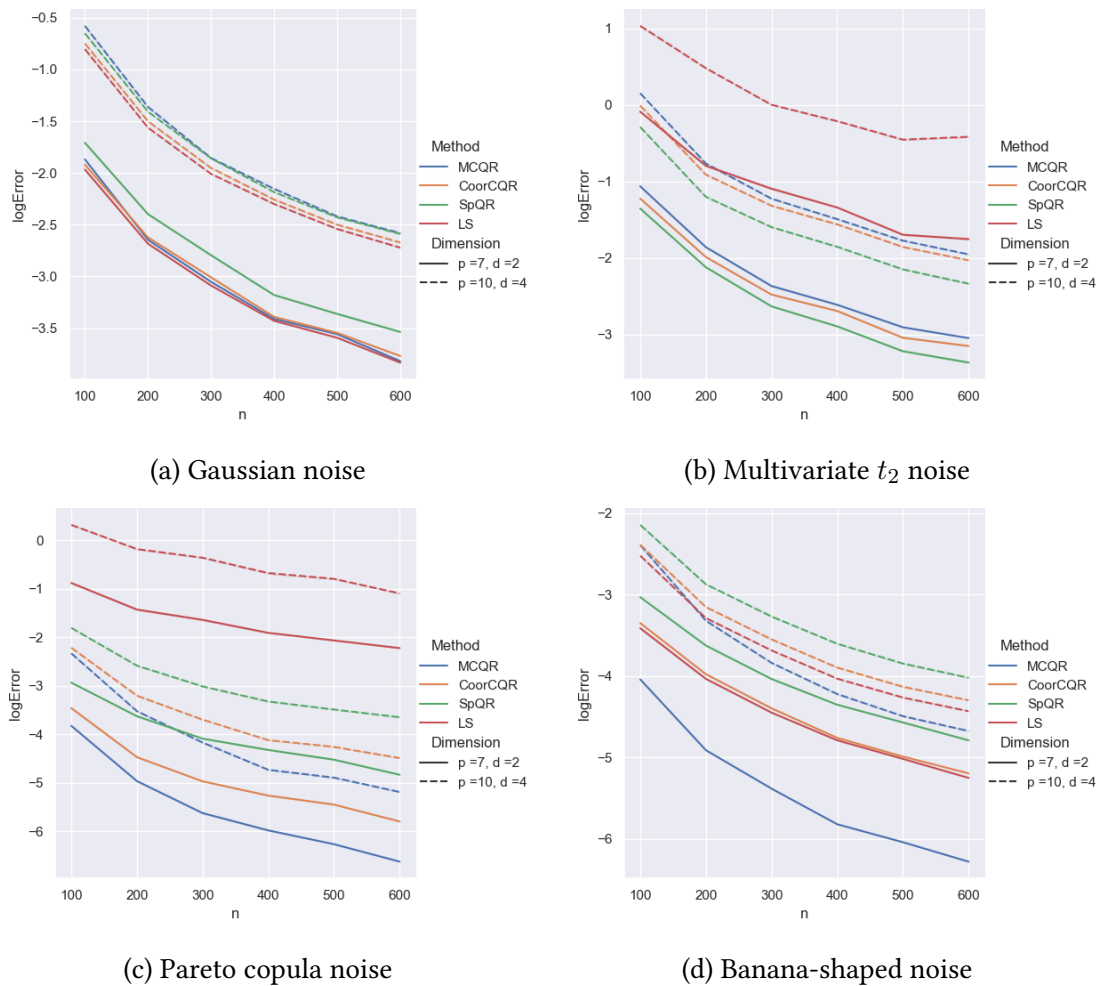 −0.5
−1.0
−1.5
−2.0
−2.5
−3.0
−3.5
logError
100 200 300 400 500 600
n
Method
MCQR
CoorCQR
SpQR
LS
Dimension
p =7, d =2
p =10, d =4
(a) Gaussian noise
1
0
−1
−2
−3
logError
100 200 300 400 500 600
n
Method
MCQR
CoorCQR
SpQR
LS
Dimension
p =7, d =2
p =10, d =4
(b) Multivariate t₂ noise
0
−1
−2
−3
−4
−5
−6
logError
100 200 300 400 500 600
n
Method
MCQR
CoorCQR
SpQR
LS
Dimension
p =7, d =2
p =10, d =4
(c) Pareto copula noise
−2
−3
−4
−5
−6
logError
100 200 300 400 500 600
n
Method
MCQR
CoorCQR
SpQR
LS
Dimension
p =7, d =2
p =10, d =4
(d) Banana-shaped noise